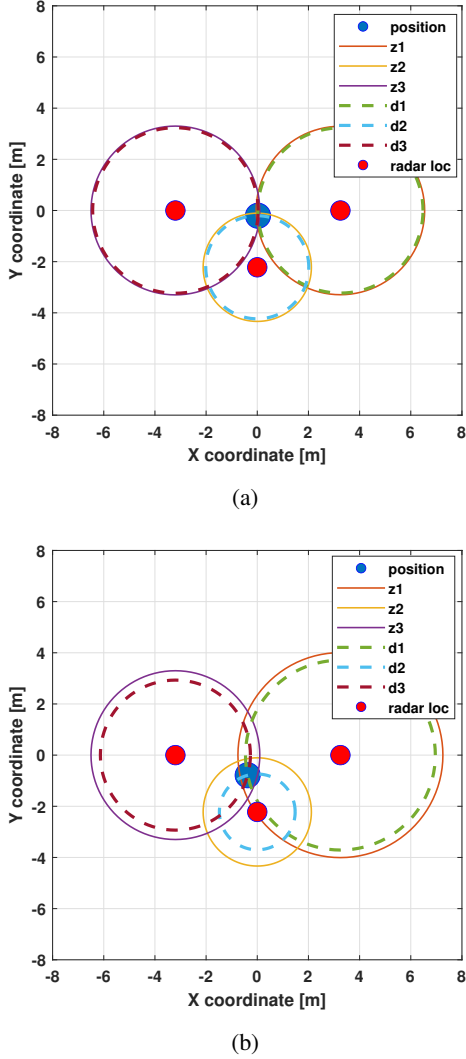 8
6
4
2
0
-2
-4
-6
-8
Y coordinate [m]
position
z1
z2
z3
d1
d2
d3
radar loc
-8 -6 -4 -2 0 2 4 6 8
X coordinate [m]
(a)
8
6
4
2
0
-2
-4
-6
-8
Y coordinate [m]
position
z1
z2
z3
d1
d2
d3
radar loc
-8 -6 -4 -2 0 2 4 6 8
X coordinate [m]
(b)